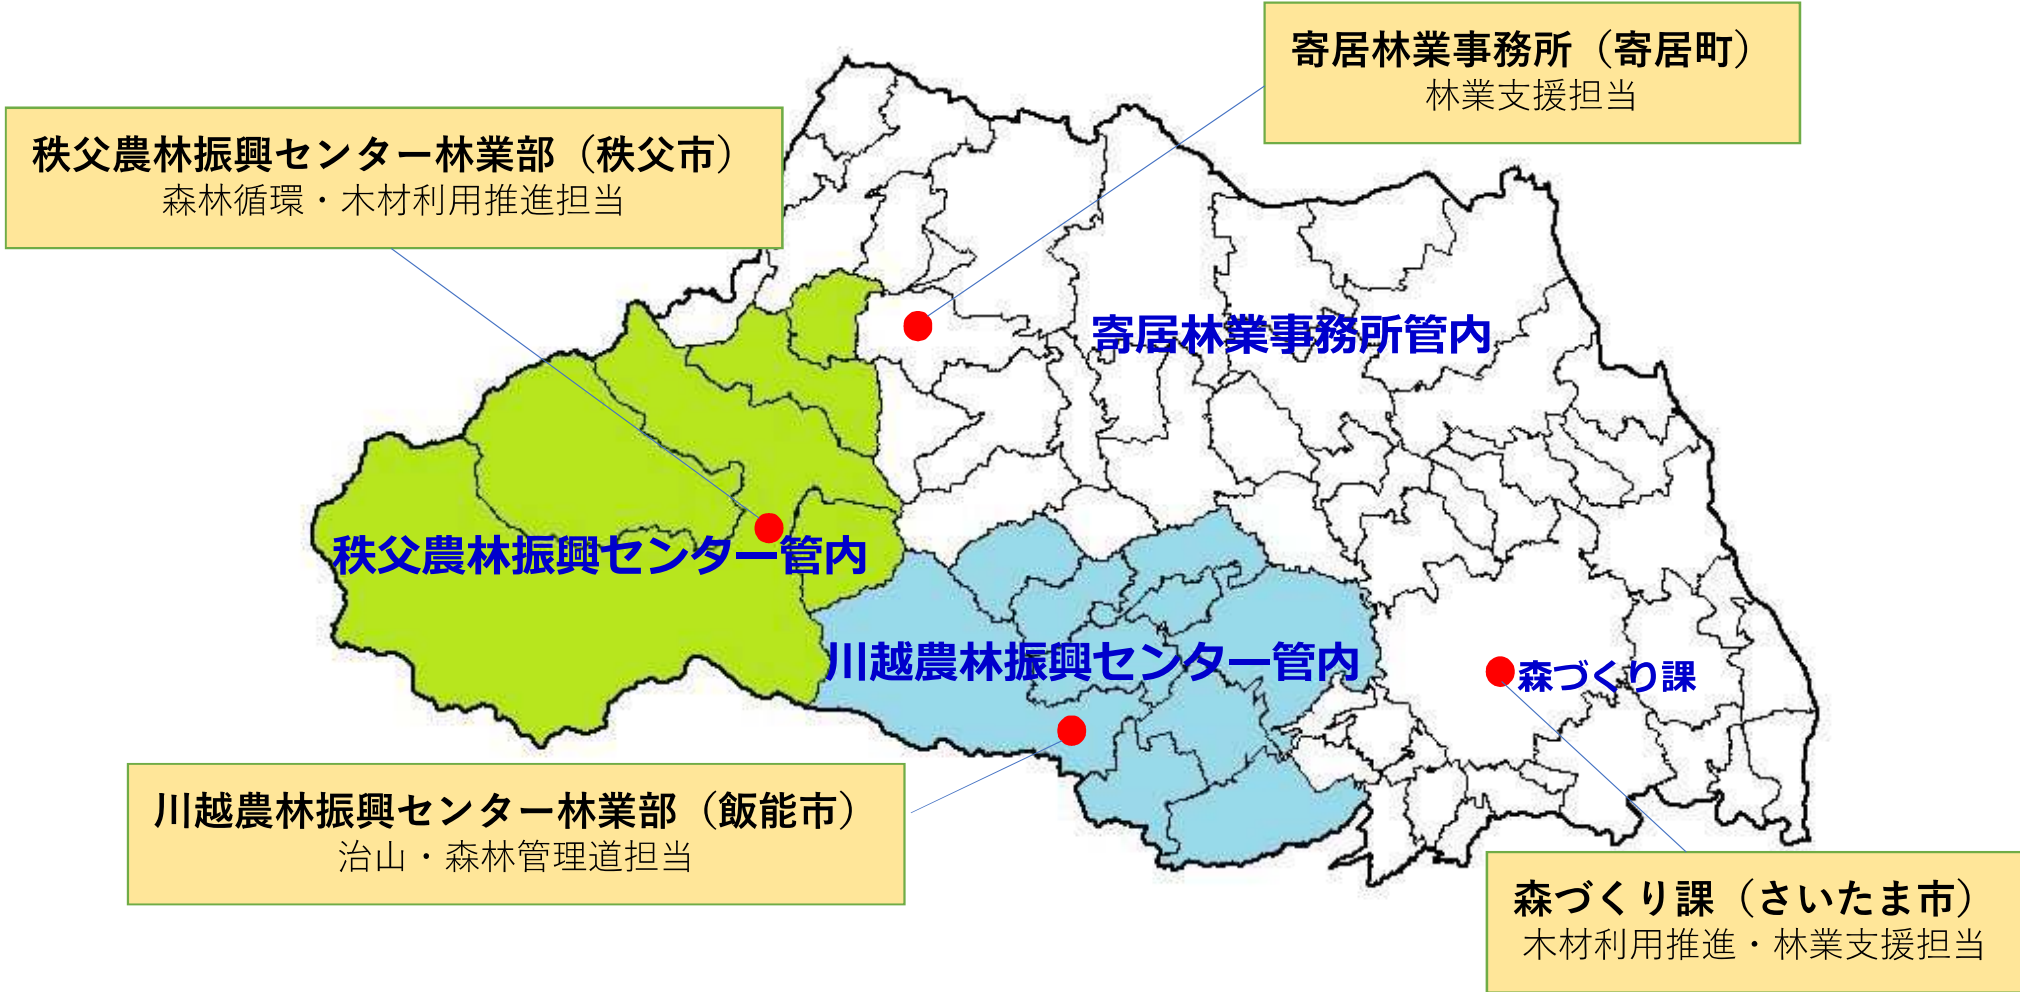 寄居林業事務所（寄居町）
林業支援担当
秩父農林振興センター林業部（秩父市）
森林循環・木材利用推進担当
寄居林業事務所管内
秩父農林振興センター管内
川越農林振興センター管内
森づくり課
川越農林振興センター林業部（飯能市）
治山・森林管理道担当
森づくり課（さいたま市）
木材利用推進・林業支援担当